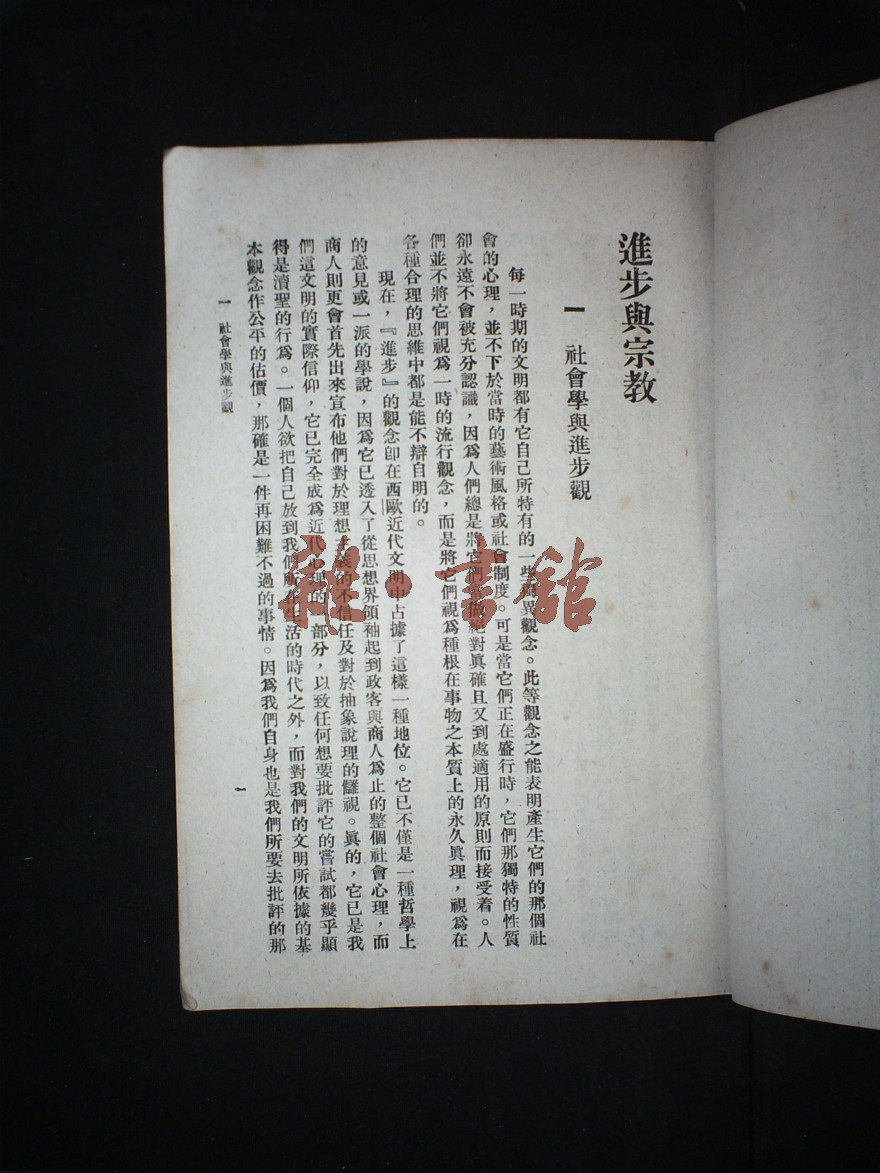 進步與宗教
一 社會學與進步觀
每一時期的文明都有它自己所特有的一些 異觀念。此等觀念之能表明產生它們的那個社
會的心理，並不下於當時的藝術風格或社會制度。可是當它們正在盛行時，它們那獨特的性質
卻永遠不會被充分認識，因爲人們總是將它們 絕對眞確且又到處適用的原則而接受着。人
們並不將它們視爲一時的流行觀念，而是將它們視爲種根在事物之本質上的永久眞理，視爲在
各種合理的思維中都是能不辯自明的。
現在，『進步』的觀念卽在西歐近代文明中占據了這樣一種地位。它已不僅是一種哲學上
的意見或一派的學說，因爲它已透入了從思想界領袖起到政客與商人爲止的整個社會心理，而
商人則更會首先出來宣布他們對於理想主義的不信任及對於抽象說理的讎視。眞的，它已是我
們這文明的實際信仰，它已完全成爲近代心理的一部分，以致任何想要批評它的嘗試都幾乎顯
得是瀆聖的行爲。一個人欲把自己放到我們所在生活的時代之外，而對我們的文明所依據的基
本觀念作公平的估價，那確是一件再困難不過的事情。因爲我們自身也是我們所要去批評的那
一 社會學與進步觀
一
雜·書館